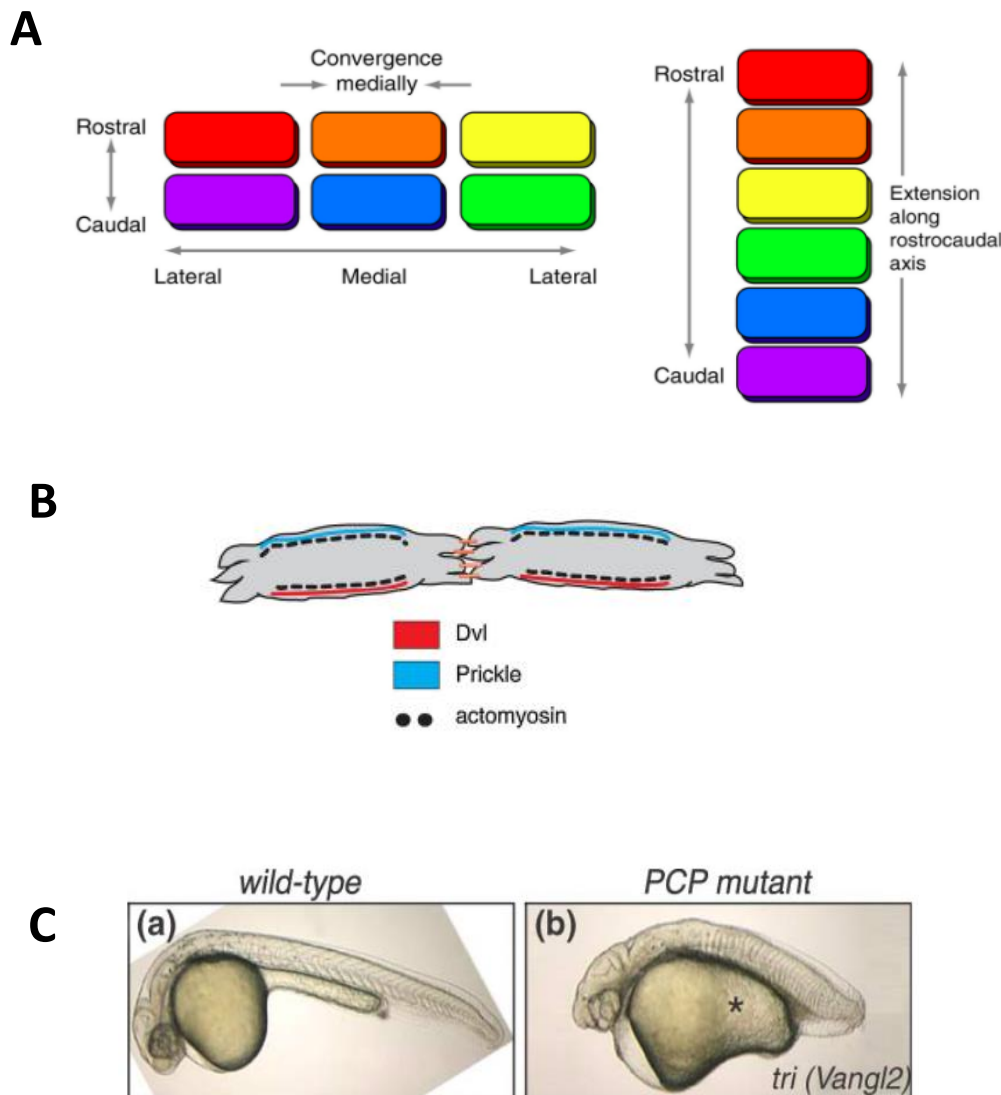 A
Convergence
medially
Rostral
Caudal
Lateral
Medial
Lateral
Rostral
Caudal
Extension
along
rostrocaudal
axis
B
Dvl
Prickle
actomyosin
C
wild-type
PCP mutant
(a)
(b)
*
tri (Vangl2)